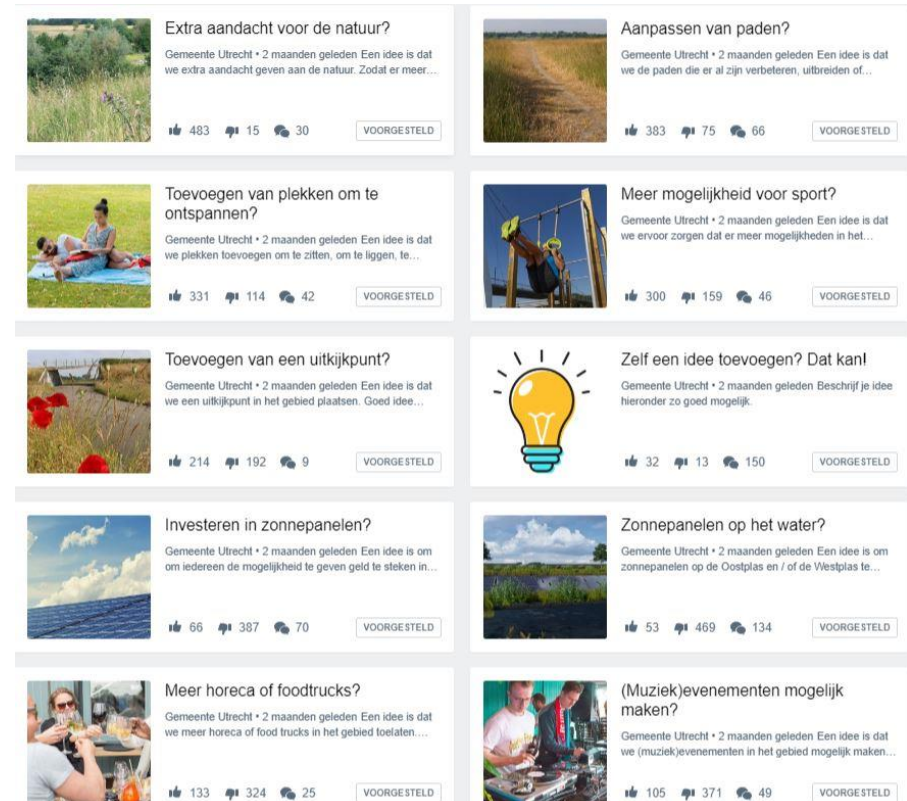 Extra aandacht voor de natuur?
Gemeente Utrecht • 2 maanden geleden Een idee is dat
we extra aandacht geven aan de natuur. Zodat er meer...
483 15 30 VOORGESTELD
Aanpassen van paden?
Gemeente Utrecht • 2 maanden geleden Een idee is dat
we de paden die er al zijn verbeteren, uitbreiden of...
383 75 66 VOORGESTELD
Toevoegen van plekken om te
ontspannen?
Gemeente Utrecht • 2 maanden geleden Een idee is dat
we plekken toevoegen om te zitten, om te liggen, te...
331 114 42 VOORGESTELD
Meer mogelijkheid voor sport?
Gemeente Utrecht • 2 maanden geleden Een idee is dat
we ervoor zorgen dat er meer mogelijkheden in het...
300 159 46 VOORGESTELD
Toevoegen van een uitkijkpunt?
Gemeente Utrecht • 2 maanden geleden Een idee is dat
we een uitkijkpunt in het gebied plaatsen. Goed idee...
214 192 9 VOORGESTELD
Zelf een idee toevoegen? Dat kan!
Gemeente Utrecht • 2 maanden geleden Beschrijf je idee
hieronder zo goed mogelijk.
32 13 150 VOORGESTELD
Investeren in zonnepanelen?
Gemeente Utrecht • 2 maanden geleden Een idee is om
om iedereen de mogelijkheid te geven geld te steken in...
66 387 70 VOORGESTELD
Zonnepanelen op het water?
Gemeente Utrecht • 2 maanden geleden Een idee is om
zonnepanelen op de Oostplas en / of de Westplas te...
53 469 134 VOORGESTELD
Meer horeca of foodtrucks?
Gemeente Utrecht • 2 maanden geleden Een idee is dat
we meer horeca of food trucks in het gebied toelaten....
133 324 25 VOORGESTELD
(Muziek)evenementen mogelijk
maken?
Gemeente Utrecht • 2 maanden geleden Een idee is dat
we (muziek)evenementen in het gebied mogelijk maken...
105 371 49 VOORGESTELD